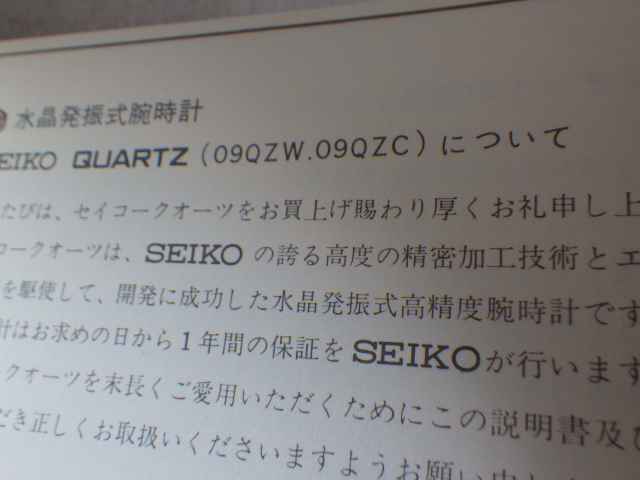 水晶発振式腕時計
EIKO QUARTZ (09QZW.09QZC) について
たびは、セイコークオーツをお買上げ賜わり厚くお礼申し上
コークオーツは、SEIKO の誇る高度の精密加工技術とエ
を駆使して、開発に成功した水晶発振式高精度腕時計です
計はお求めの日から1年間の保証を SEIKO が行います
クオーツを末長くご愛用いただくためにこの説明書及び
だき正しくお取扱いくださいますようお願い申し